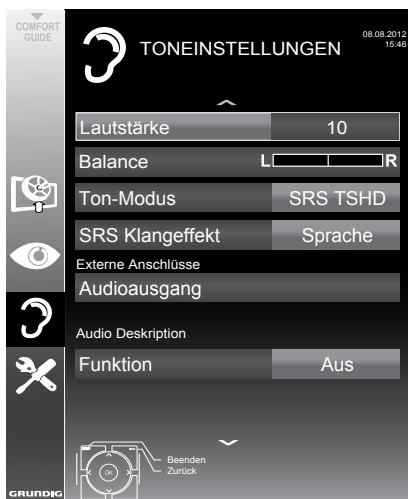 COMFORT
GUIDE
TONEINSTELLUNGEN
08.08.2012
15:46
Lautstärke 10
Balance L R
Ton-Modus SRS TSHD
SRS Klangeffekt Sprache
Externe Anschlüsse
Audioausgang
Audio Deskription
Funktion Aus
OK
Beenden
Zurück
GRUNDIG